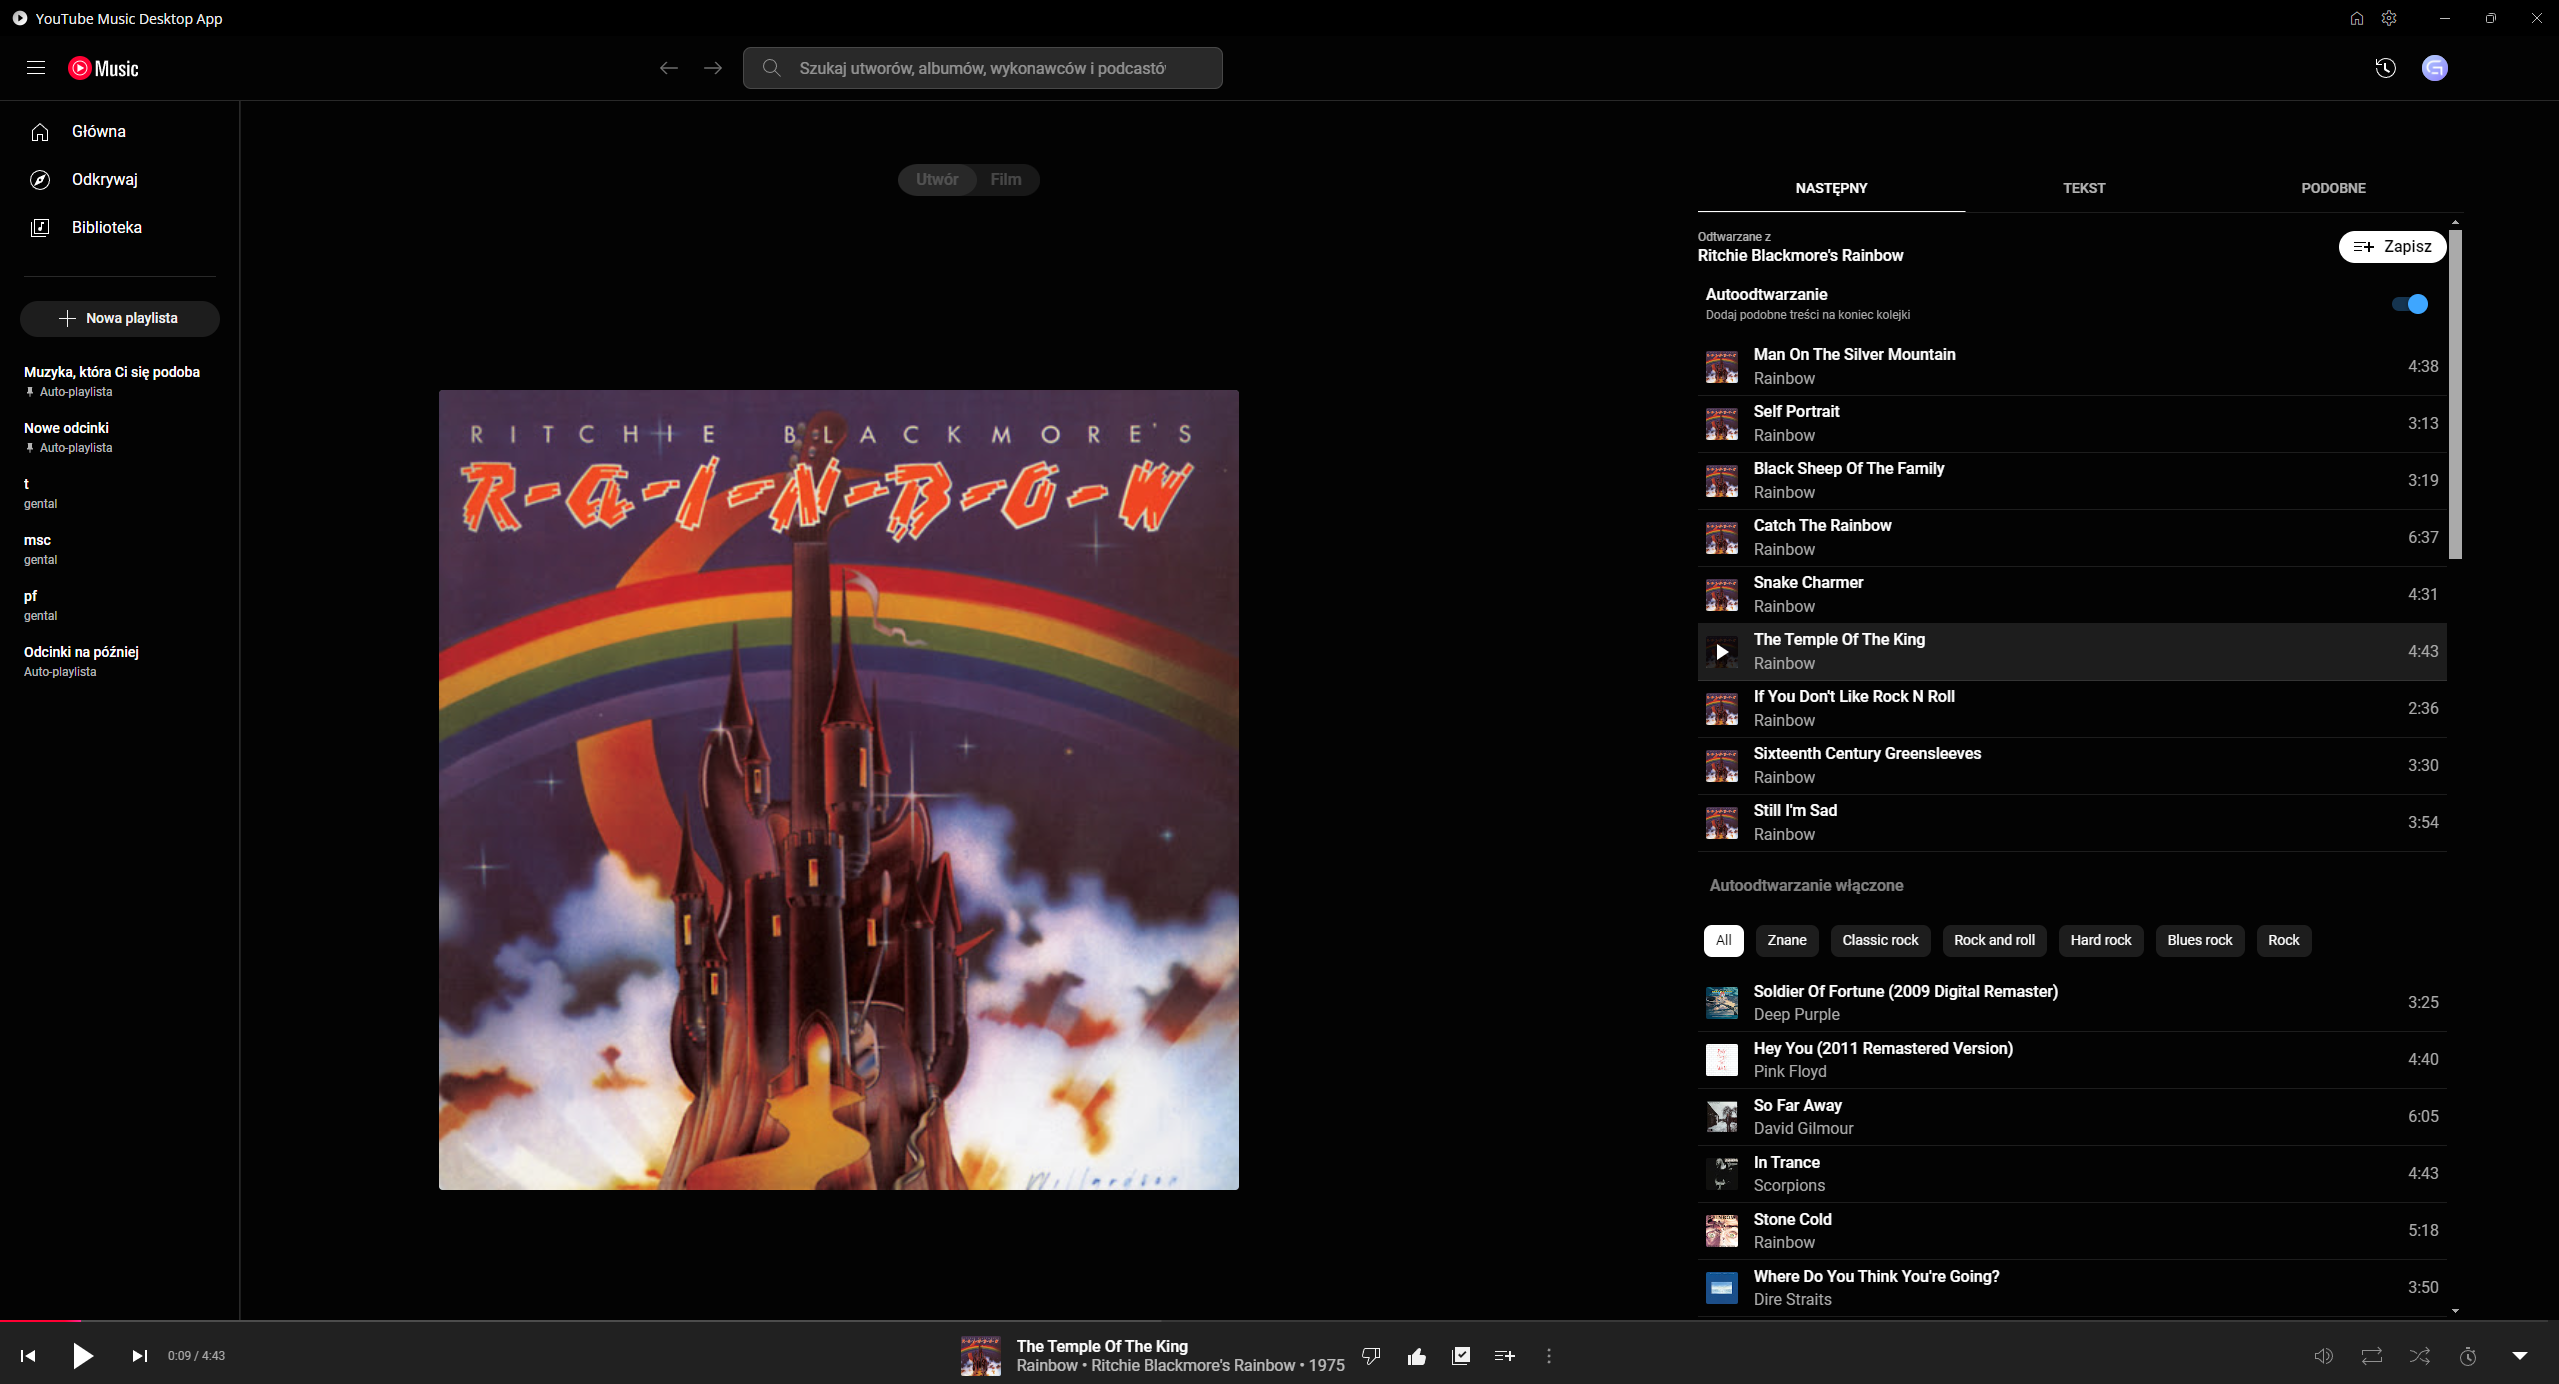 YouTube Music Desktop App
Music
Szukaj utworów, albumów, wykonawców i podcastó
Główna
Odkrywaj
Biblioteka
Nowa playlista
Muzyka, która Ci się podoba
Auto-playlista
Nowe odcinki
Auto-playlista
t
gental
msc
gental
pf
gental
Odcinki na później
Auto-playlista
Utwór Film
RITCHIE BLACKMORE'S
R-A-I-N-B-O-W
NASTĘPNY TEKST PODOBNE
Odtwarzane z
Ritchie Blackmore's Rainbow
Zapisz
Autoodtwarzanie
Dodaj podobne treści na koniec kolejki
Man On The Silver Mountain
Rainbow
4:38
Self Portrait
Rainbow
3:13
Black Sheep Of The Family
Rainbow
3:19
Catch The Rainbow
Rainbow
6:37
Snake Charmer
Rainbow
4:31
The Temple Of The King
Rainbow
4:43
If You Don't Like Rock N Roll
Rainbow
2:36
Sixteenth Century Greensleeves
Rainbow
3:30
Still I'm Sad
Rainbow
3:54
Autoodtwarzanie włączone
All Znane Classic rock Rock and roll Hard rock Blues rock Rock
Soldier Of Fortune (2009 Digital Remaster)
Deep Purple
3:25
Hey You (2011 Remastered Version)
Pink Floyd
4:40
So Far Away
David Gilmour
6:05
In Trance
Scorpions
4:43
Stone Cold
Rainbow
5:18
Where Do You Think You're Going?
Dire Straits
3:50
0:09 / 4:43
The Temple Of The King
Rainbow • Ritchie Blackmore's Rainbow • 1975